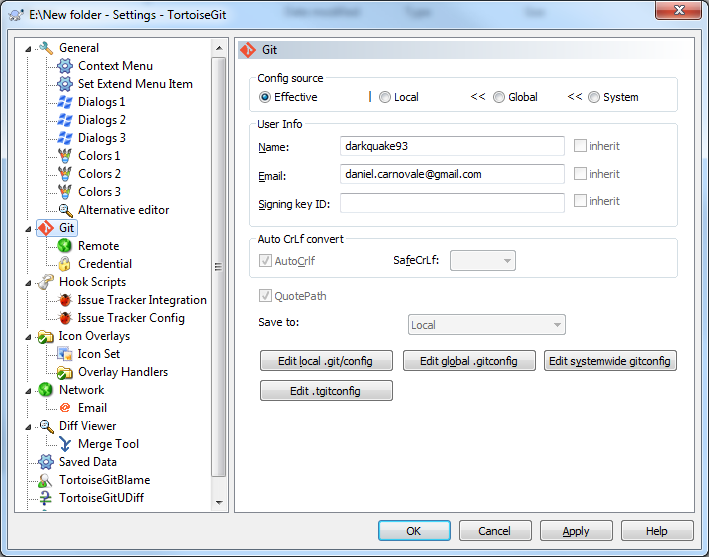 E:\New folder - Settings - TortoiseGit
General
Context Menu
Set Extend Menu Item
Dialogs 1
Dialogs 2
Dialogs 3
Colors 1
Colors 2
Colors 3
Alternative editor
Git
Remote
Credential
Hook Scripts
Issue Tracker Integration
Issue Tracker Config
Icon Overlays
Icon Set
Overlay Handlers
Network
Email
Diff Viewer
Merge Tool
Saved Data
TortoiseGitBlame
TortoiseGitUDiff
Git
Config source
Effective | Local << Global << System
User Info
Name: darkquake93 inherit
Email: daniel.carnovale@gmail.com inherit
Signing key ID: inherit
Auto CrLf convert
AutoCrlf SafeCrLf:
QuotePath
Save to: Local
Edit local .git/config Edit global .gitconfig Edit systemwide gitconfig
Edit .tgitconfig
OK Cancel Apply Help